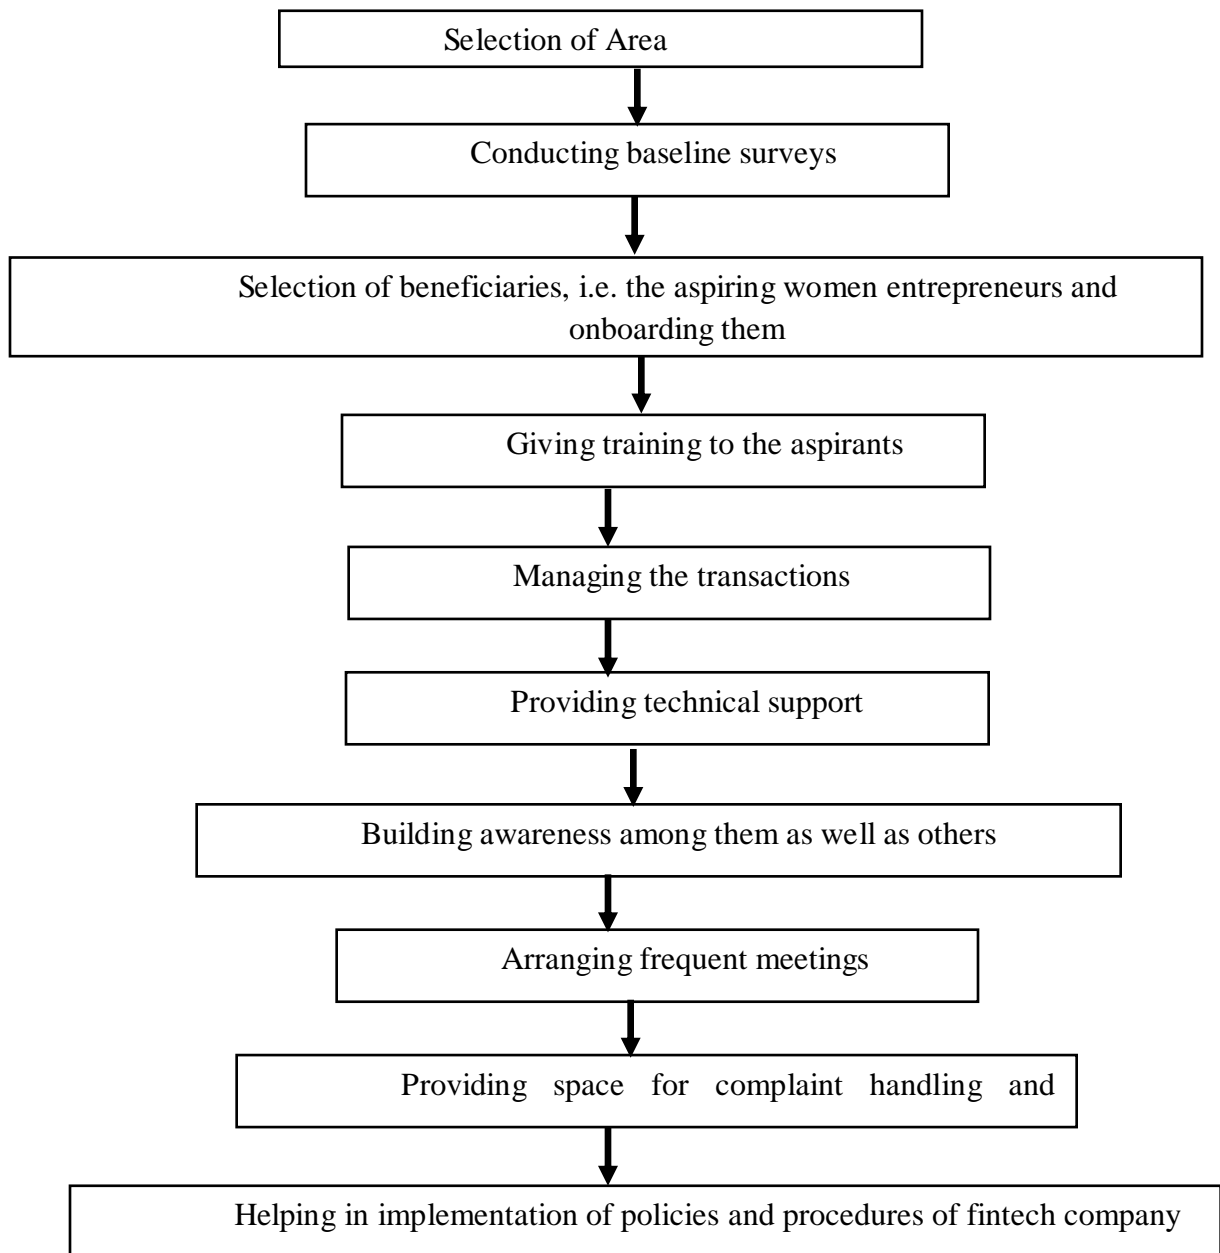 Selection of Area
Conducting baseline surveys
Selection of beneficiaries, i.e. the aspiring women entrepreneurs and
onboarding them
Giving training to the aspirants
Managing the transactions
Providing technical support
Building awareness among them as well as others
Arranging frequent meetings
Providing space for complaint handling and
Helping in implementation of policies and procedures of fintech company